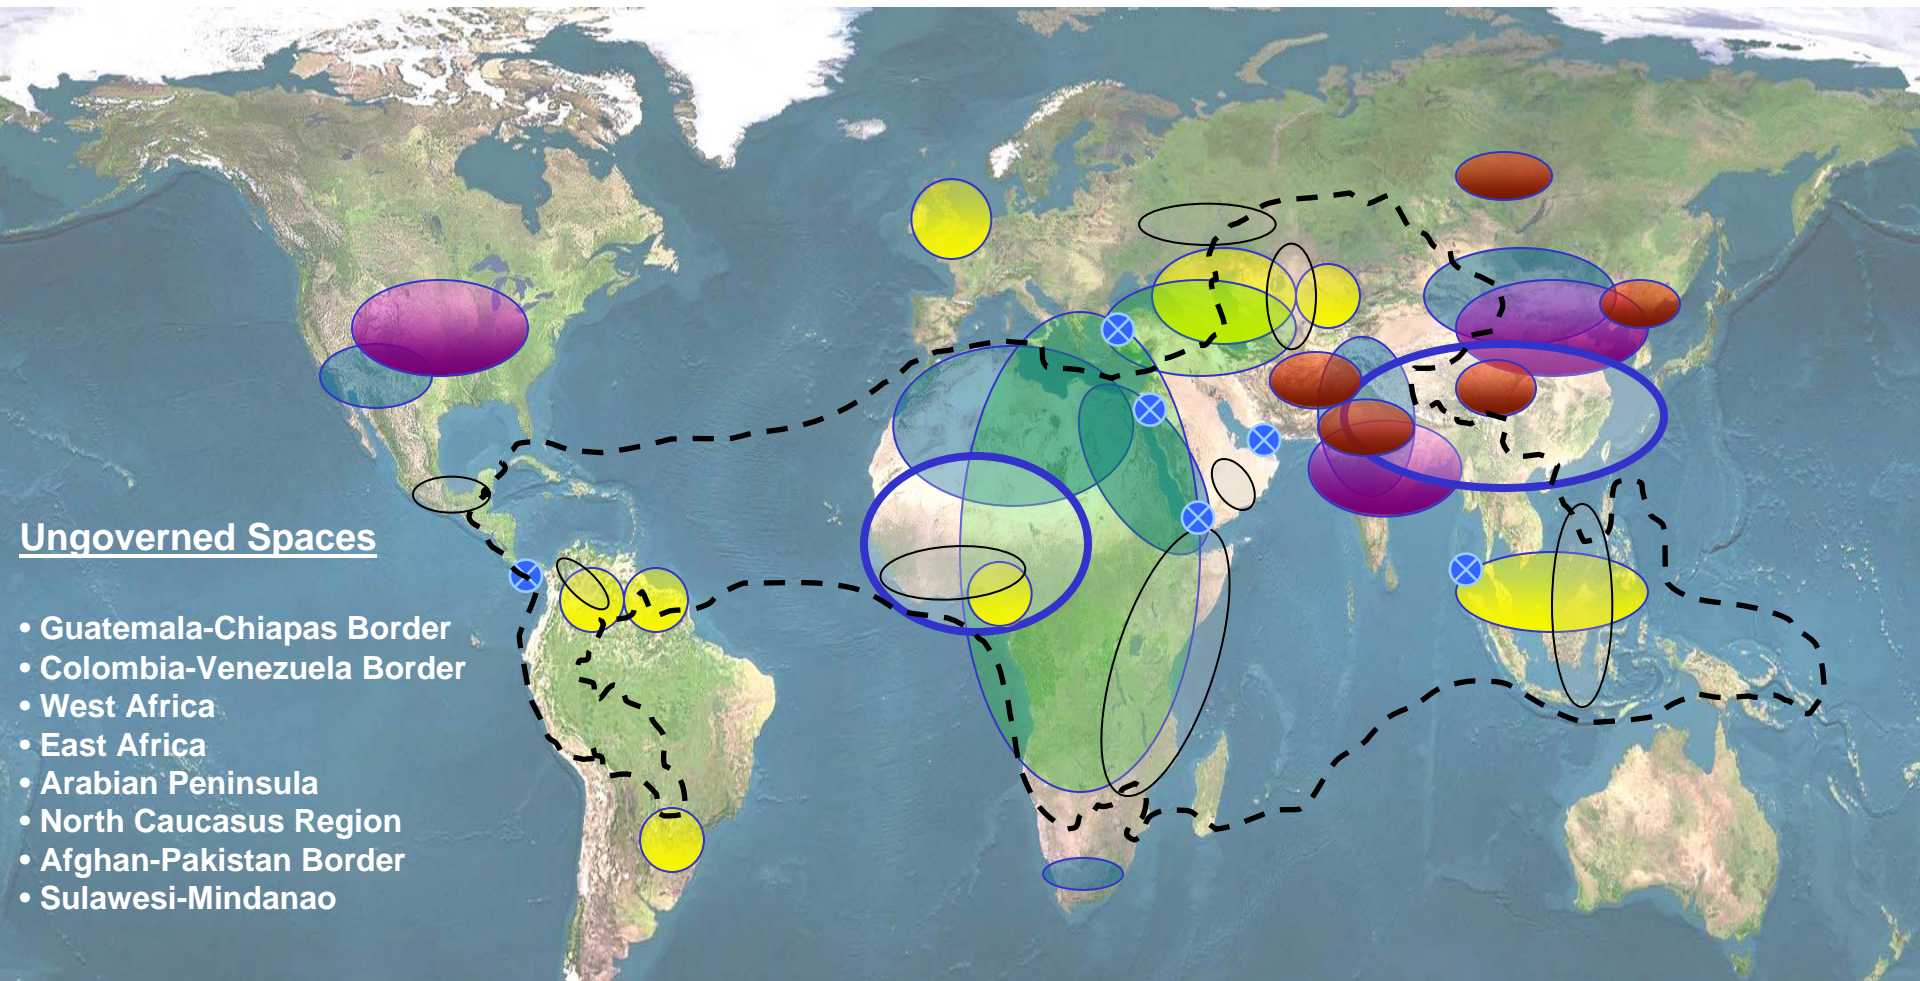 Ungoverned Spaces
• Guatemala-Chiapas Border
• Colombia-Venezuela Border
• West Africa
• East Africa
• Arabian Peninsula
• North Caucasus Region
• Afghan-Pakistan Border
• Sulawesi-Mindanao